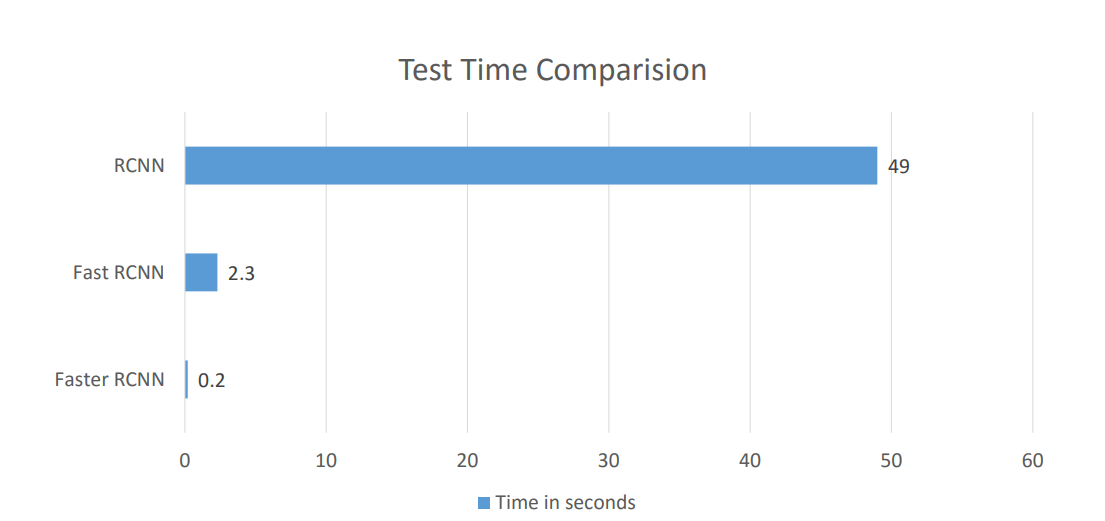 Test Time Comparision
RCNN
49
Fast RCNN
2.3
Faster RCNN
0.2
0 10 20 30 40 50 60
Time in seconds